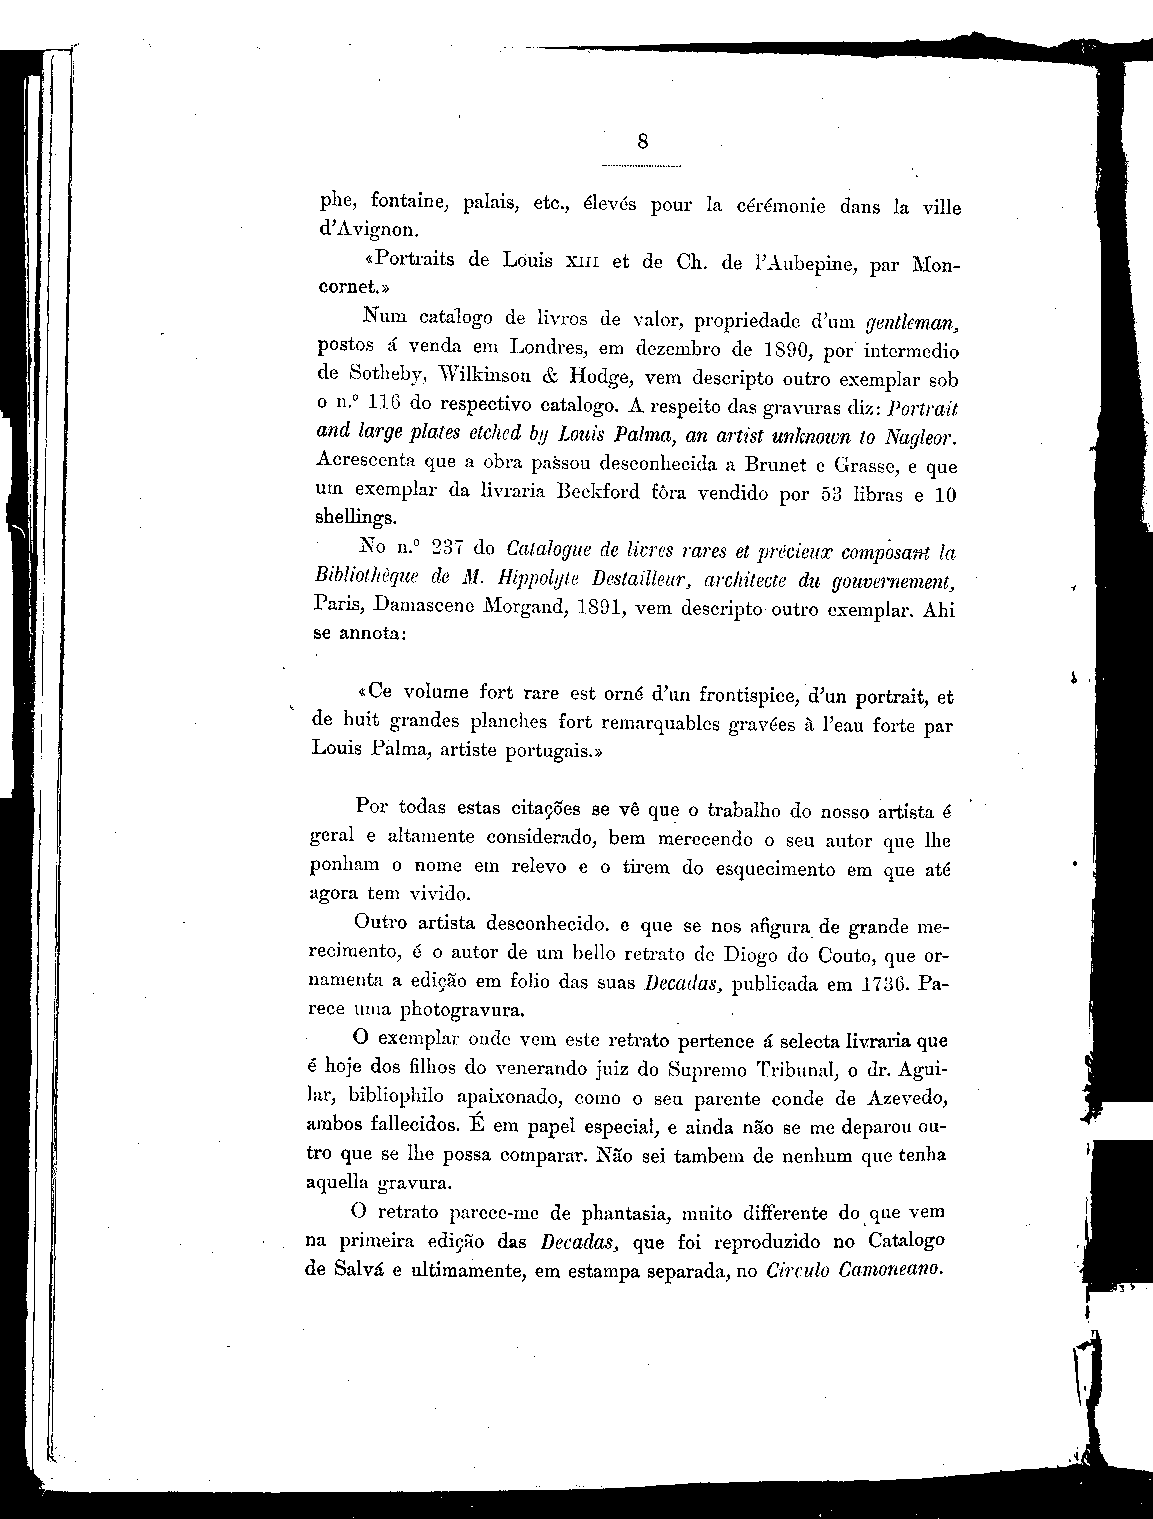 8
phe, fontaine, palais, etc., élevés pour la cérémonie dans la ville
d'Avignon.
«Portraits de Louis XIII et de Ch. de l'Aubepine, par Mon-
cornet.»
Num catalogo de livros de valor, propriedade d'um gentleman,
postos á venda em Londres, em dezembro de 1890, por intermedio
de Sotheby, Wilkinson & Hodge, vem descripto outro exemplar sob
o n.º 116 do respectivo catalogo. A respeito das gravuras diz: Portrait
and large plates etched by Louis Palma, an artist unknown to Nagleor.
Acrescenta que a obra passou desconhecida a Brunet e Grasse, e que
um exemplar da livraria Beckford fôra vendido por 53 libras e 10
shellings.
No n.º 237 do Catalogue de livres rares et précieux composant la
Bibliothèque de M. Hippolyte Destailleur, architecte du gouvernement,
Paris, Damascene Morgand, 1891, vem descripto outro exemplar. Ahi
se annota:
«Ce volume fort rare est orné d'un frontispice, d'un portrait, et
de huit grandes planches fort remarquables gravées à l'eau forte par
Louis Palma, artiste portugais.»
Por todas estas citações se vê que o trabalho do nosso artista é
geral e altamente considerado, bem merecendo o seu autor que lhe
ponham o nome em relevo e o tirem do esquecimento em que até
agora tem vivido.
Outro artista desconhecido. e que se nos afigura de grande me-
recimento, é o autor de um bello retrato de Diogo do Couto, que or-
namenta a edição em folio das suas Decadas, publicada em 1736. Pa-
rece uma photogravura.
O exemplar onde vem este retrato pertence á selecta livraria que
é hoje dos filhos do venerando juiz do Supremo Tribunal, o dr. Agui-
lar, bibliophilo apaixonado, como o seu parente conde de Azevedo,
ambos fallecidos. É em papel especial, e ainda não se me deparou ou-
tro que se lhe possa comparar. Não sei tambem de nenhum que tenha
aquella gravura.
O retrato parece-me de phantasia, muito differente do que vem
na primeira edição das Decadas, que foi reproduzido no Catalogo
de Salvá e ultimamente, em estampa separada, no Circulo Camoneano.